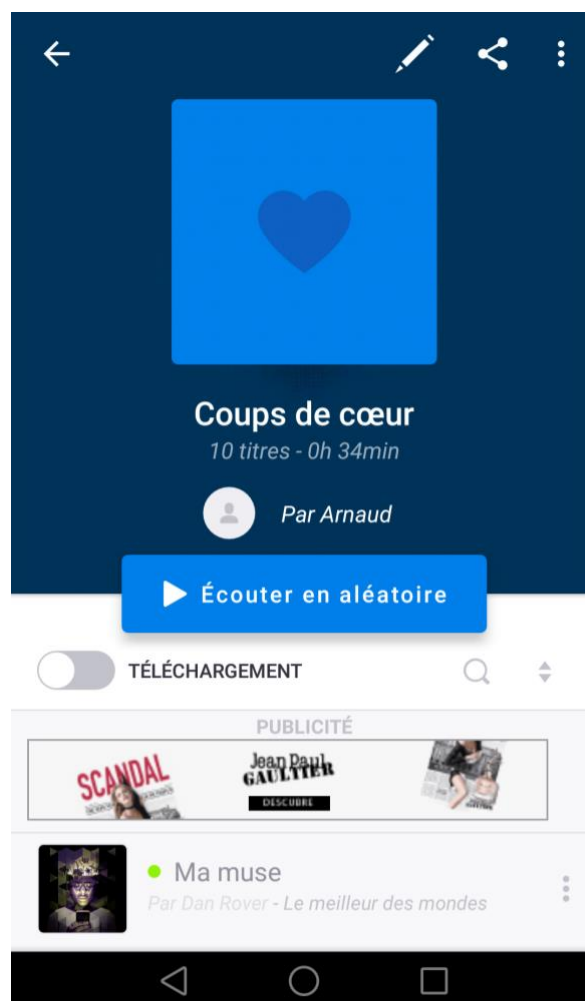 Coups de cœur
10 titres - 0h 34min
Par Arnaud
Écouter en aléatoire
TÉLÉCHARGEMENT
PUBLICITÉ
SCANDAL
Jean Paul
GAULTIER
DESCUBRE
Ma muse
Par Dan Rover - Le meilleur des mondes